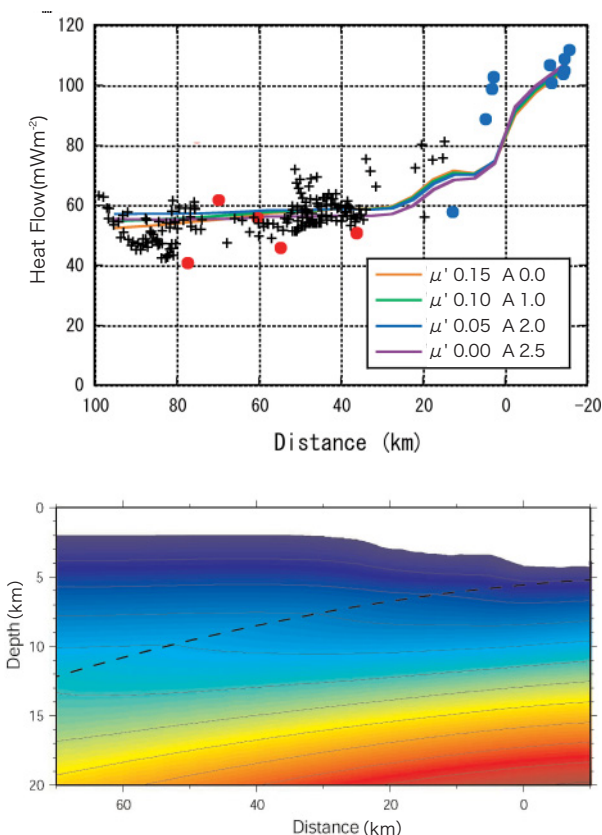 120
100
80
60
40
20
0
Heat Flow(mWm⁻²)
μ' 0.15 A 0.0
μ' 0.10 A 1.0
μ' 0.05 A 2.0
μ' 0.00 A 2.5
100 80 60 40 20 0 -20
Distance (km)
0
5
10
15
20
Depth (km)
60 40 20 0
Distance (km)